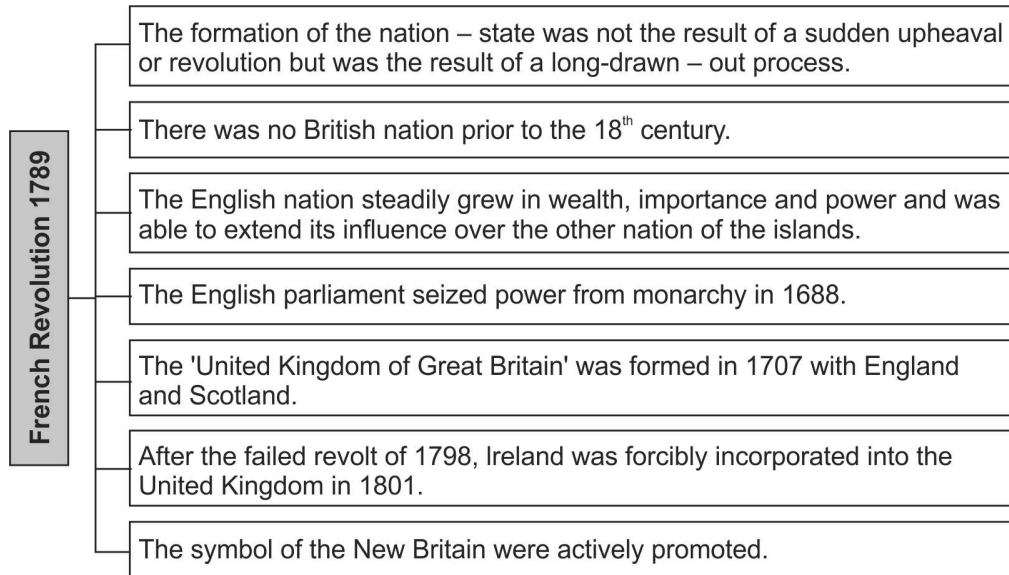 French Revolution 1789
The formation of the nation – state was not the result of a sudden upheaval
or revolution but was the result of a long-drawn – out process.
There was no British nation prior to the 18th century.
The English nation steadily grew in wealth, importance and power and was
able to extend its influence over the other nation of the islands.
The English parliament seized power from monarchy in 1688.
The 'United Kingdom of Great Britain' was formed in 1707 with England
and Scotland.
After the failed revolt of 1798, Ireland was forcibly incorporated into the
United Kingdom in 1801.
The symbol of the New Britain were actively promoted.